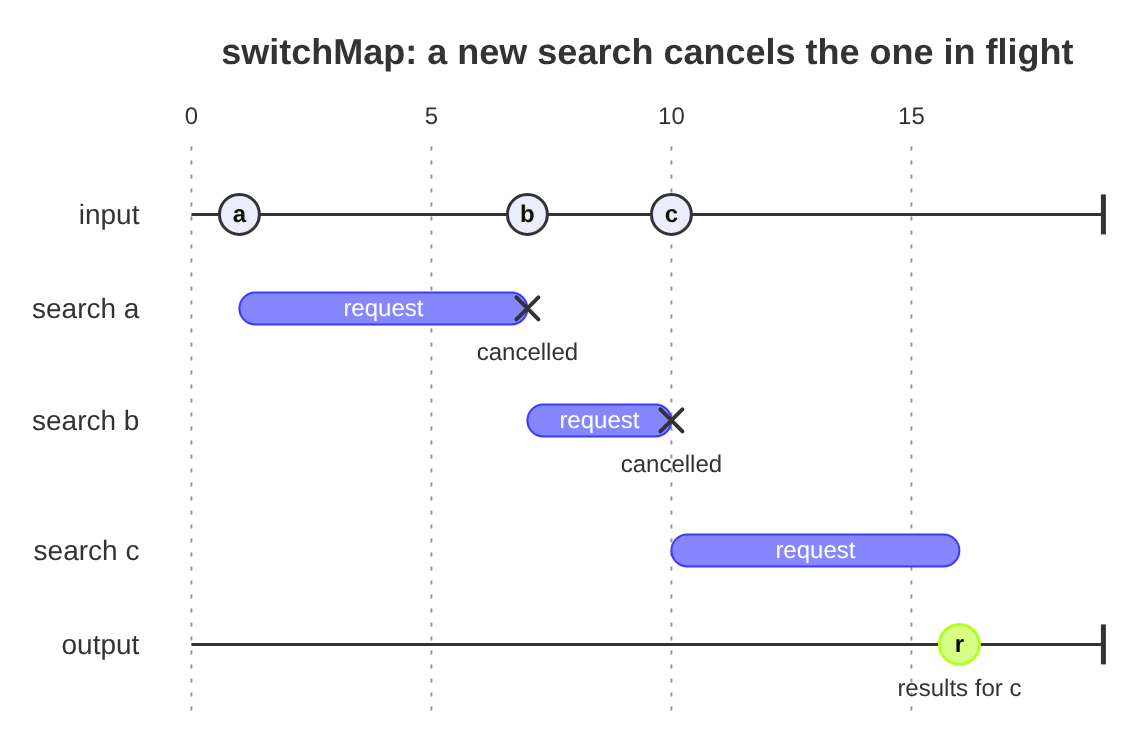 switchMap: a new search cancels the one in flight
0 5 10 15
input a b c
search a request
cancelled
search b request
cancelled
search c request
output r
results for c